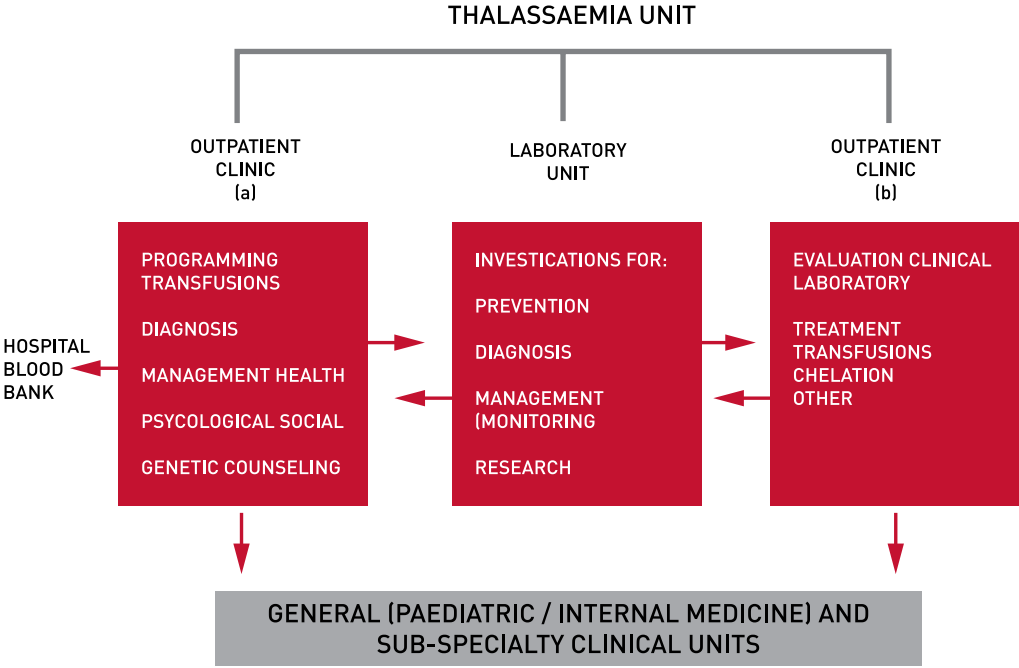 THALASSAEMIA UNIT
OUTPATIENT
CLINIC
(a)
LABORATORY
UNIT
OUTPATIENT
CLINIC
(b)
HOSPITAL
BLOOD
BANK
PROGRAMMING
TRANSFUSIONS
DIAGNOSIS
MANAGEMENT HEALTH
PSYCOLOGICAL SOCIAL
GENETIC COUNSELING
INVESTICATIONS FOR:
PREVENTION
DIAGNOSIS
MANAGEMENT
(MONITORING
RESEARCH
EVALUATION CLINICAL
LABORATORY
TREATMENT
TRANSFUSIONS
CHELATION
OTHER
GENERAL (PAEDIATRIC / INTERNAL MEDICINE) AND
SUB-SPECIALTY CLINICAL UNITS